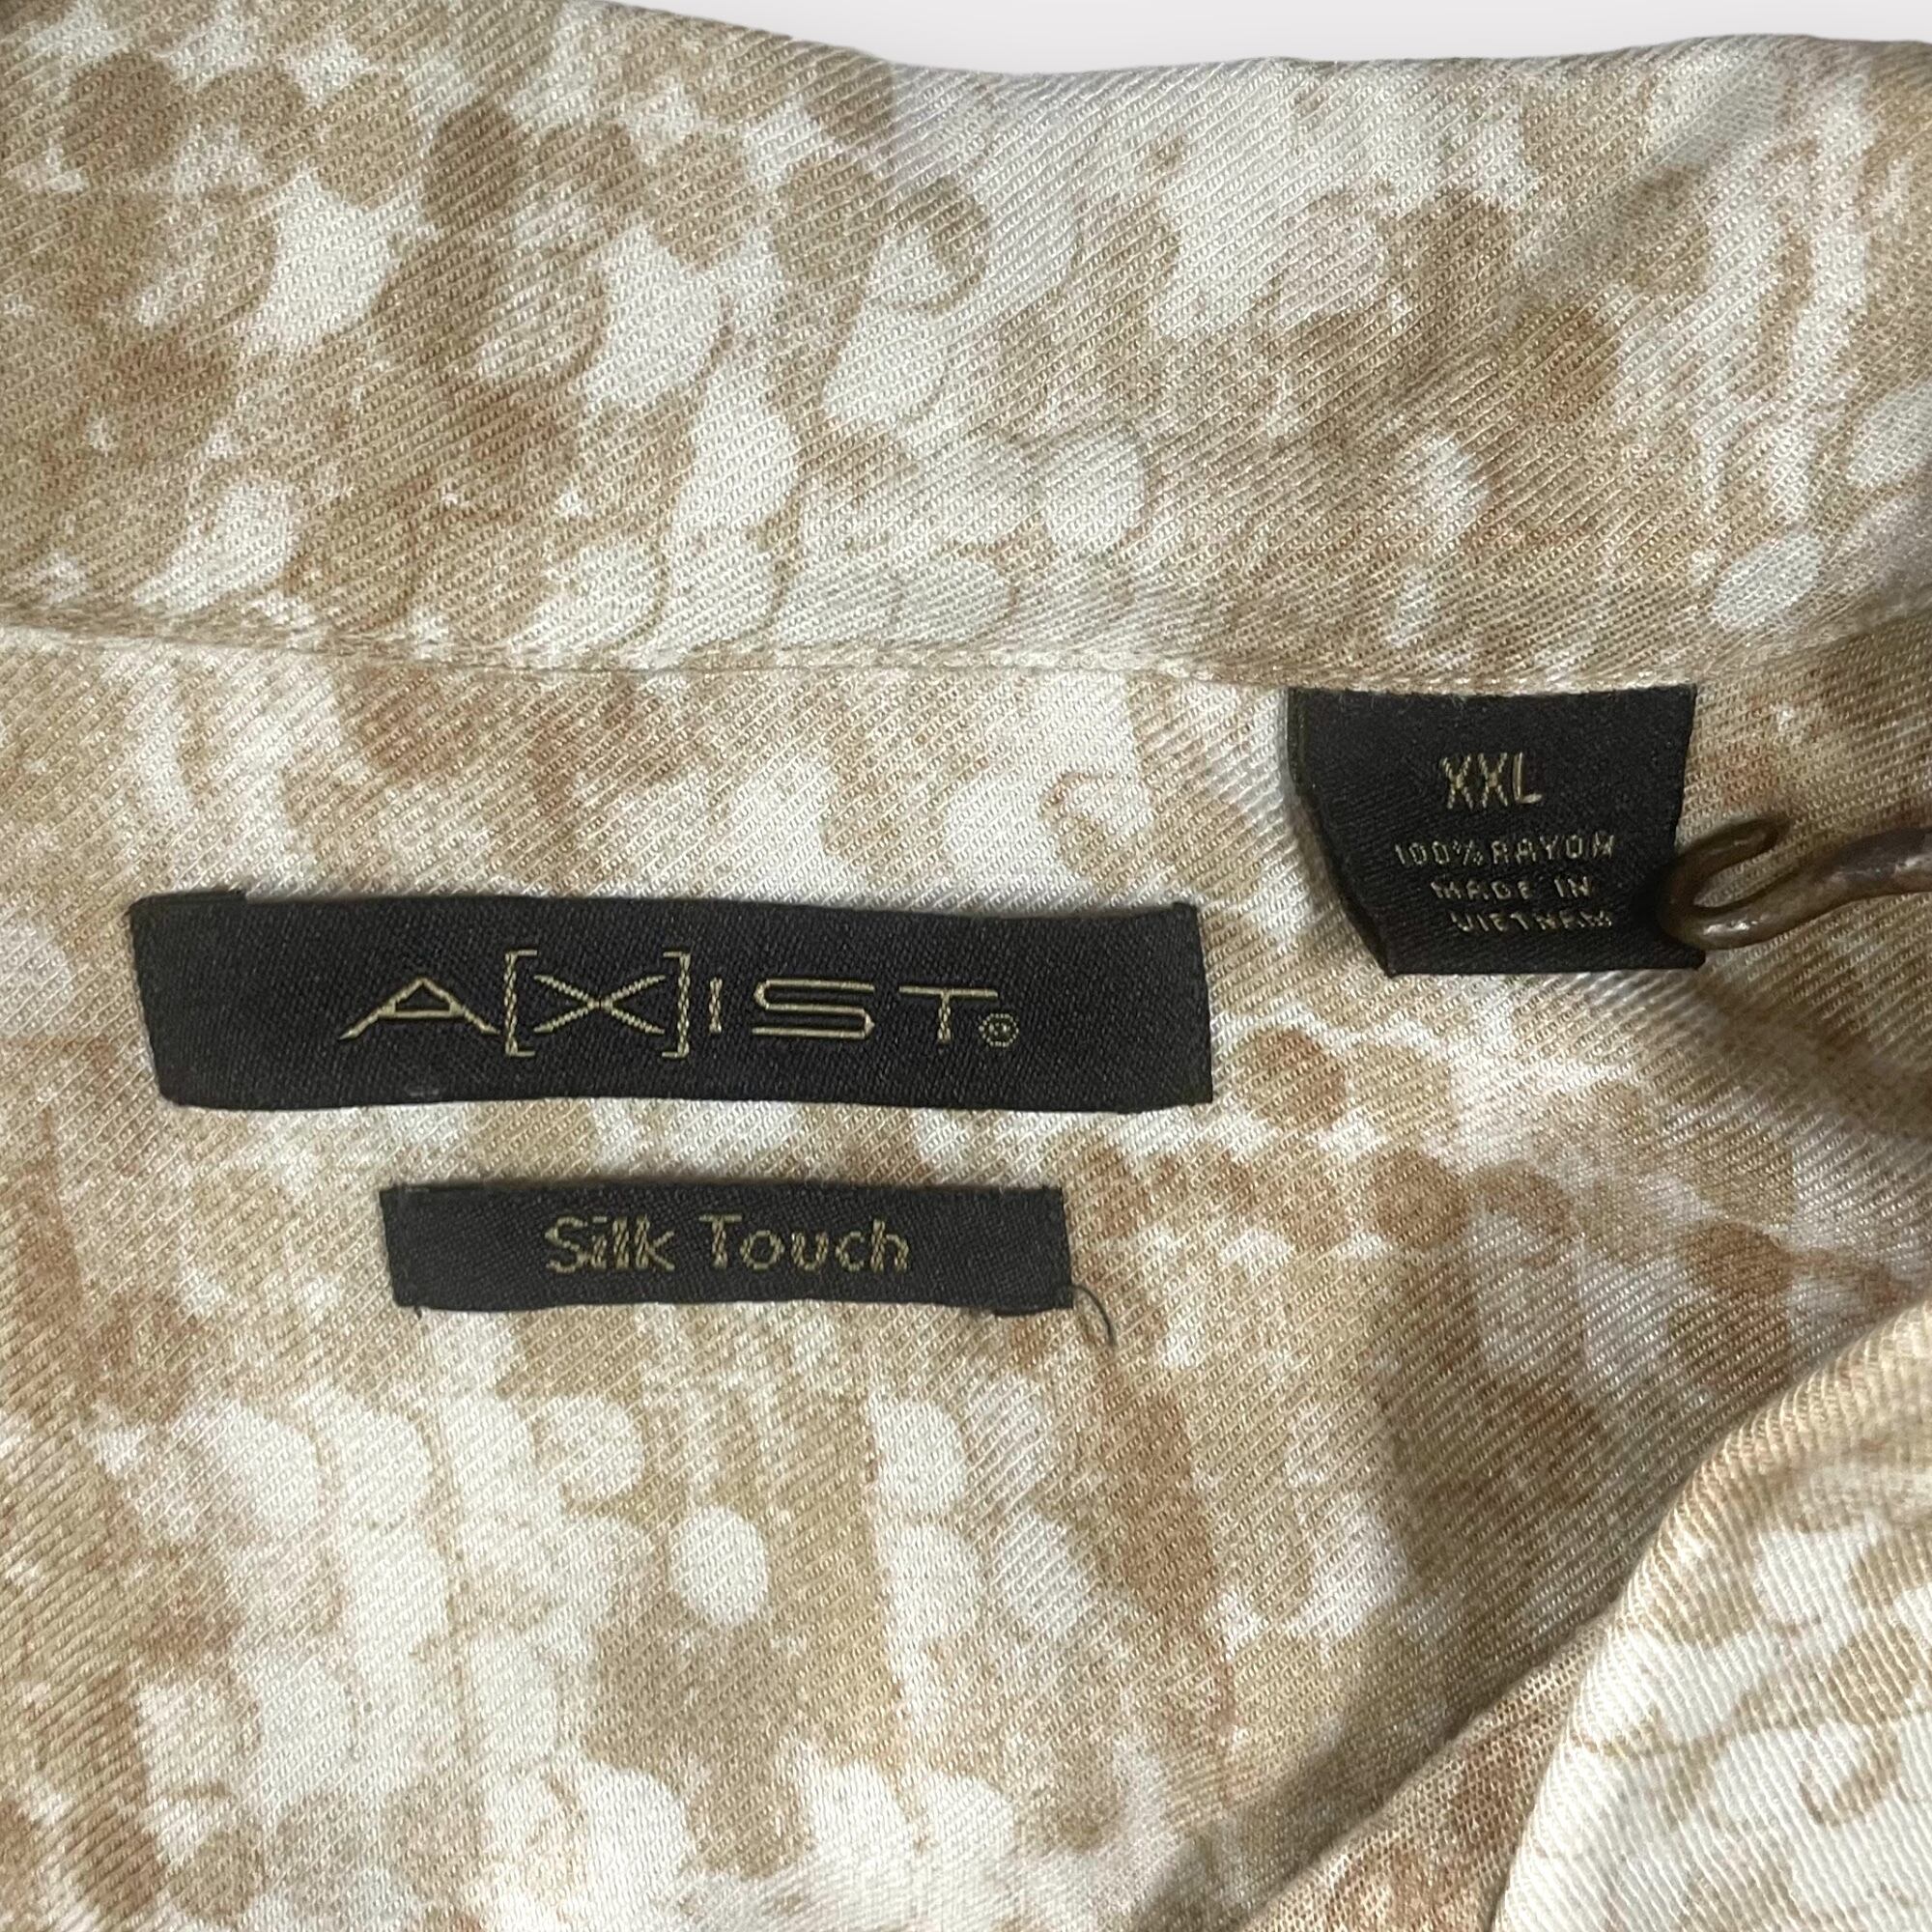 XXL
100% RAYON
MADE IN
VIETNAM
A[X]IST®
Silk Touch